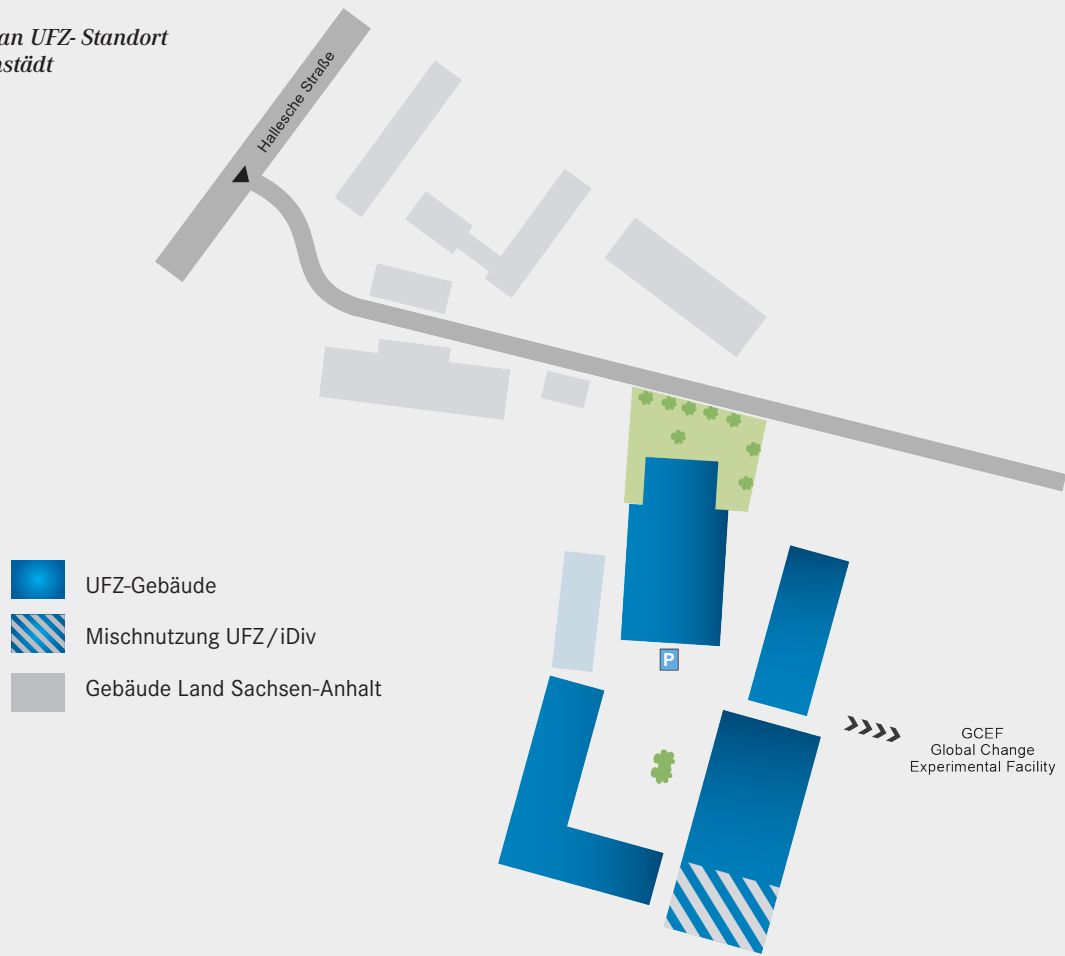 an UFZ- Standort
städt
Hallesche Straße
UFZ-Gebäude
Mischnutzung UFZ/iDiv
Gebäude Land Sachsen-Anhalt
P
GCEF
Global Change
Experimental Facility